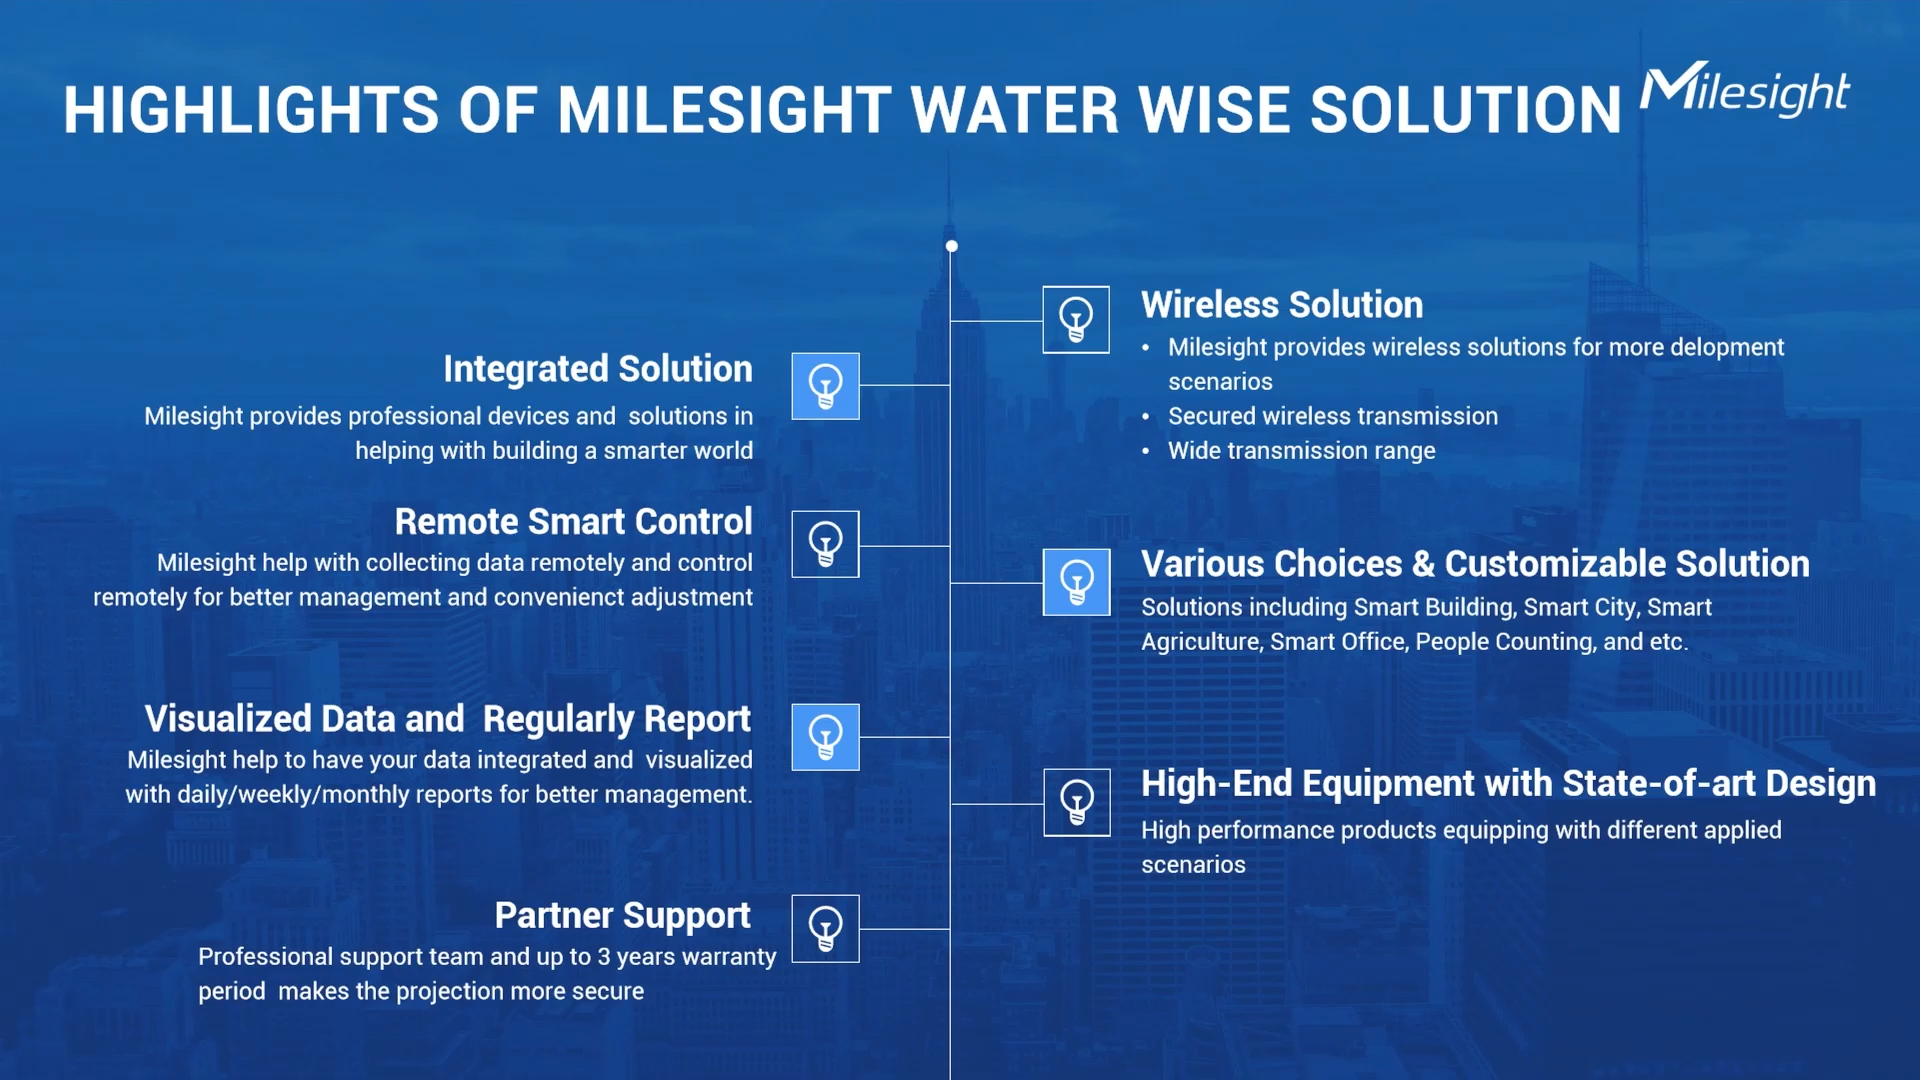 HIGHLIGHTS OF MILESIGHT WATER WISE SOLUTION
Milesight
Integrated Solution
Milesight provides professional devices and  solutions in
helping with building a smarter world
Remote Smart Control
Milesight help with collecting data remotely and control
remotely for better management and convenienct adjustment
Visualized Data and  Regularly Report
Milesight help to have your data integrated and  visualized
with daily/weekly/monthly reports for better management.
Partner Support
Professional support team and up to 3 years warranty
period  makes the projection more secure
Wireless Solution
• Milesight provides wireless solutions for more delopment
scenarios
• Secured wireless transmission
• Wide transmission range
Various Choices & Customizable Solution
Solutions including Smart Building, Smart City, Smart
Agriculture, Smart Office, People Counting, and etc.
High-End Equipment with State-of-art Design
High performance products equipping with different applied
scenarios